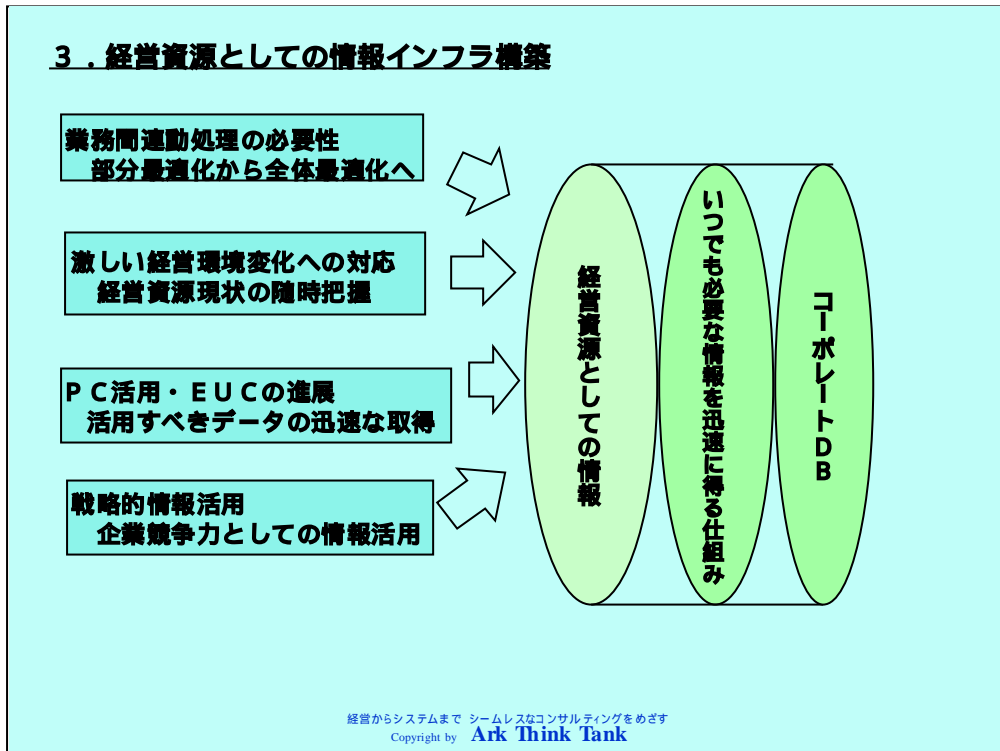 ３．経営資源としての情報インフラ構築
業務間連動処理の必要性
部分最適化から全体最適化へ
激しい経営環境変化への対応
経営資源現状の随時把握
ＰＣ活用・ＥＵＣの進展
活用すべきデータの迅速な取得
戦略的情報活用
企業競争力としての情報活用
経営資源としての情報
いつでも必要な情報を迅速に得る仕組み
コーポレートＤＢ
経営からシステムまで シームレスなコンサルティングをめざす
Copyright by Ark Think Tank